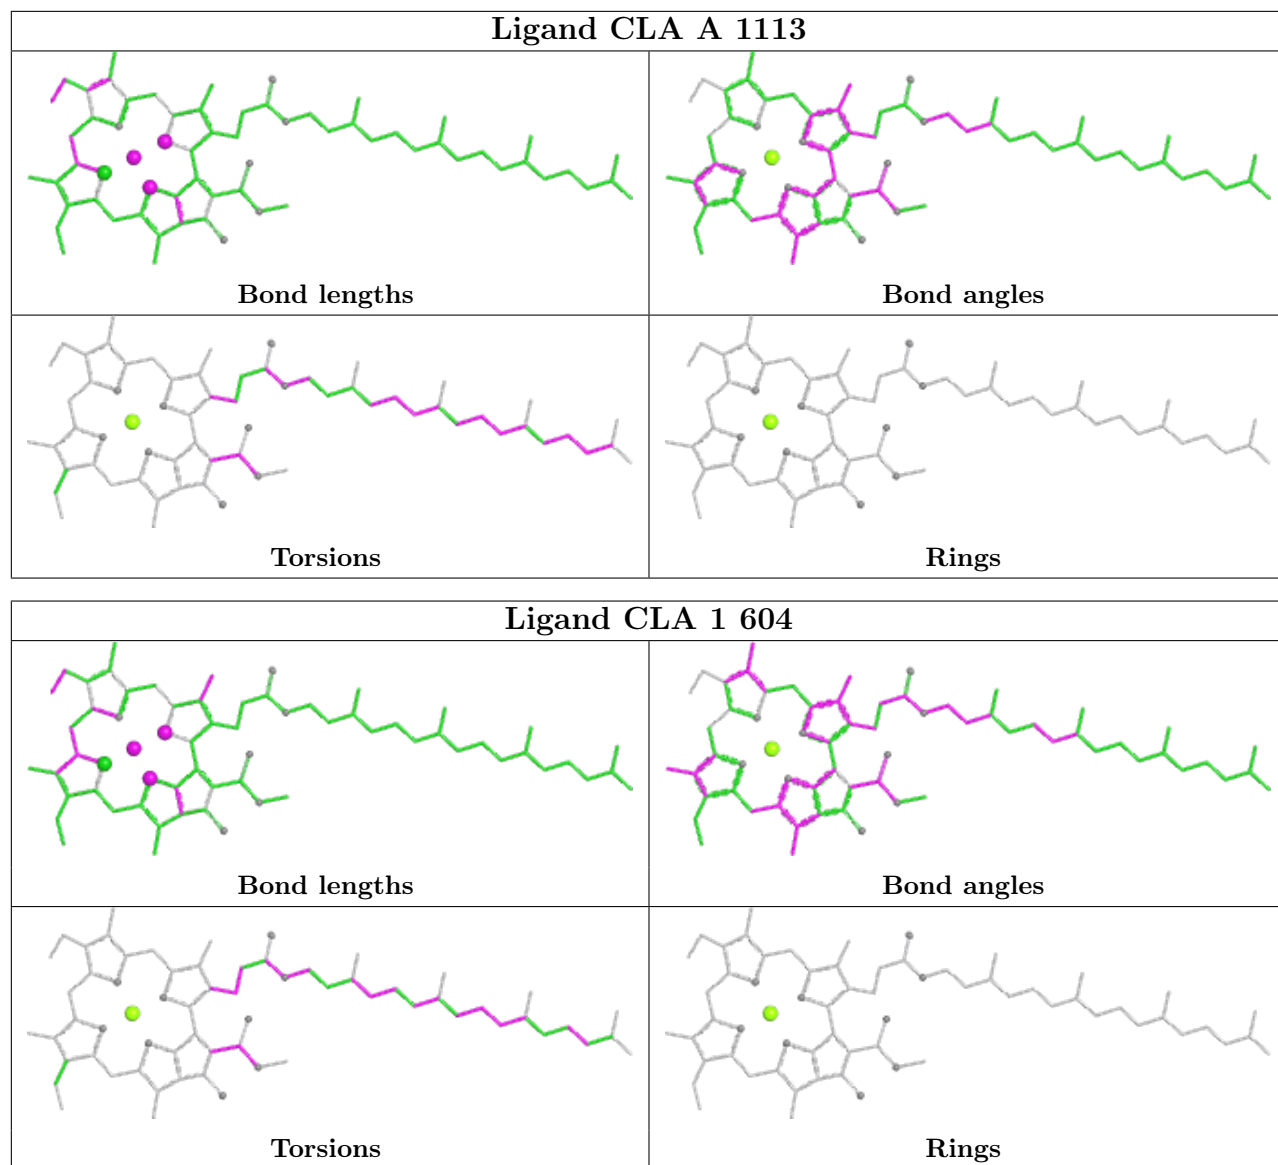 Ligand CLA A 1113
Bond lengths
Bond angles
Torsions
Rings
Ligand CLA 1 604
Bond lengths
Bond angles
Torsions
Rings